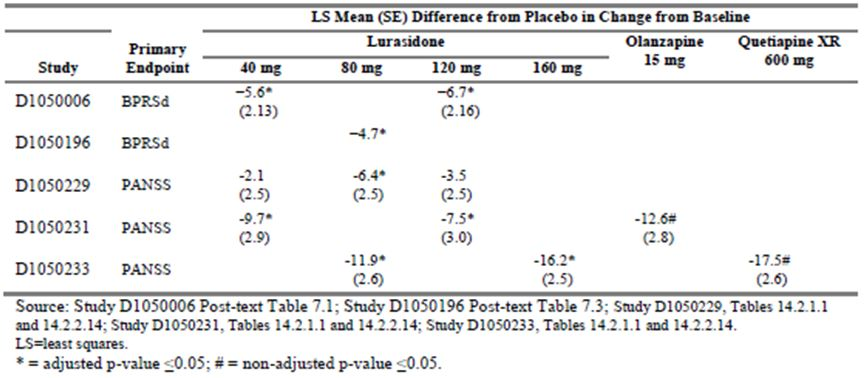 LS Mean (SE) Difference from Placebo in Change from Baseline
Primary Lurasidone Olanzapine Quetiapine XR
Study Endpoint 40 mg 80 mg 120 mg 160 mg 15 mg 600 mg
D1050006 BPRSd –5.6* –6.7*
(2.13) (2.16)
D1050196 BPRSd –4.7*
D1050229 PANSS -2.1 -6.4* -3.5
(2.5) (2.5) (2.5)
D1050231 PANSS -9.7* -7.5* -12.6#
(2.9) (3.0) (2.8)
D1050233 PANSS -11.9* -16.2* -17.5#
(2.6) (2.5) (2.6)
Source: Study D1050006 Post-text Table 7.1; Study D1050196 Post-text Table 7.3; Study D1050229, Tables 14.2.1.1
and 14.2.2.14; Study D1050231, Tables 14.2.1.1 and 14.2.2.14; Study D1050233, Tables 14.2.1.1 and 14.2.2.14.
LS=least squares.
* = adjusted p-value ≤0.05; # = non-adjusted p-value ≤0.05.